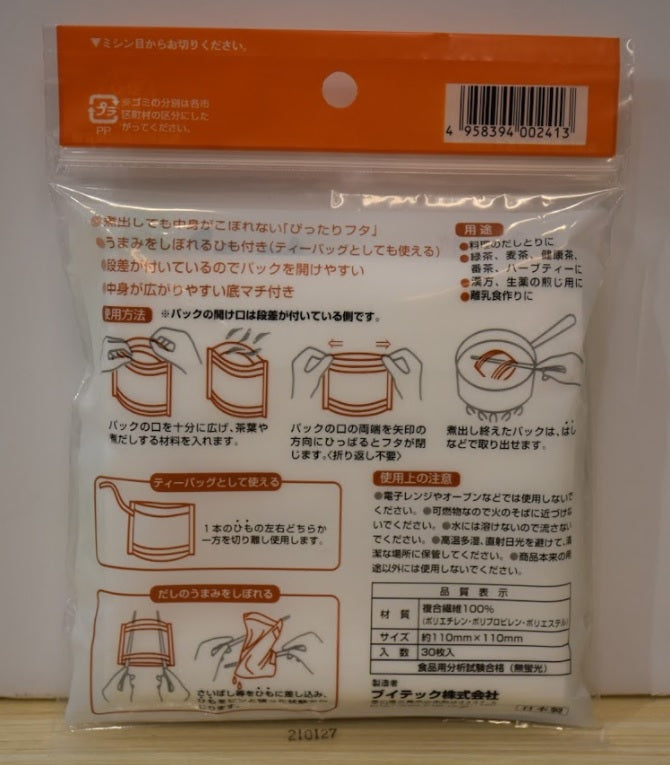 ▼ミシン目からお切りください。
プラ
PP
※ゴミの分別は各市
区町村の区分にした
がってください。
4 958394 002413
煮出しても中身がこぼれない「ぴったりフタ」
●うまみをしぼれるひも付き(ティーバッグとしても使える)
段差が付いているのでパックを開けやすい
中身が広がりやすい底マチ付き
用途
●料理のだしとりに
●緑茶、麦茶、健康茶、
番茶、ハーブティーに
●漢方、生薬の煎じ用に
●離乳食作りに
使用方法 ※パックの開け口は段差が付いている側です。
パックの口を十分に広げ、茶葉や
煮だしする材料を入れます。
パックの口の両端を矢印の
方向にひっぱるとフタが閉
じます。〈折り返し不要〉
煮出し終えたパックは、はし
などで取り出せます。
ティーバッグとして使える
1本のひもの左右どちらか
一方を切り離し使用します。
だしのうまみをしぼれる
さいばし等をひもに差し込み、
使用上の注意
●電子レンジやオーブンなどでは使用しないで
ください。●可燃物なので火のそばに近づけな
いでください。●水には溶けないので流さない
でください。●高温多湿、直射日光を避けて、清
潔な場所に保管してください。●商品本来の用
途以外には使用しないでください。
品質表示
材質 複合繊維100%
(ポリエチレン・ポリプロピレン・ポリエステル)
サイズ 約110mm×110mm
入数 30枚入
食品用分析試験合格(無蛍光)
製造者
ブイテック株式会社
日本製
210127